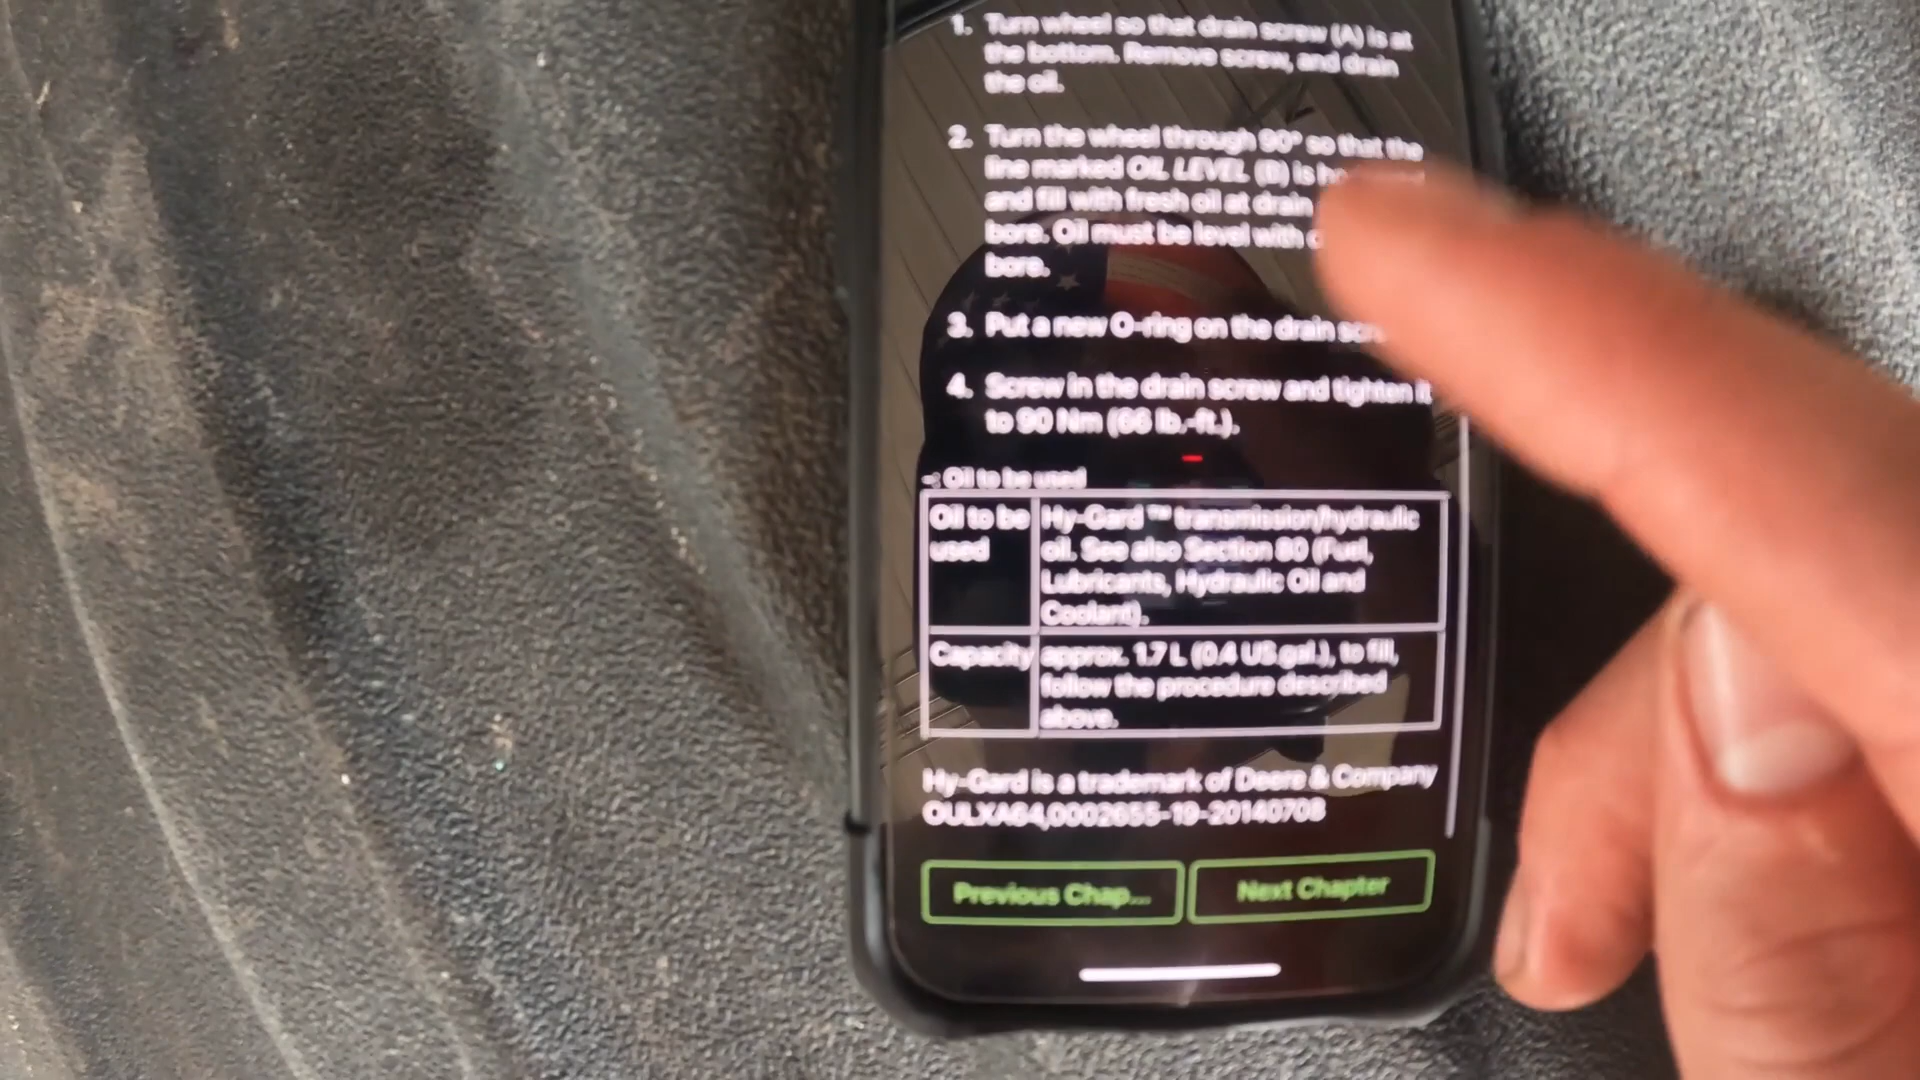 1. Turn wheel so that drain screw (A) is at
the bottom. Remove screw, and drain
the oil.
2. Turn the wheel through 90° so that the
line marked OIL LEVEL (B) is
and fill with fresh oil at drain
bore. Oil must be level with
bore.
3. Put a new O-ring on the drain
4. Screw in the drain screw and tighten it
to 90 Nm (66 lb.-ft.).
-: Oil to be used
Oil to be
used
Hy-Gard ™ transmission/hydraulic
oil. See also Section 80 (Fuel,
Lubricants, Hydraulic Oil and
Coolant).
Capacity
approx. 1.7 L (0.4 US gal.), to fill,
follow the procedure described
above.
Hy-Gard is a trademark of Deere & Company
OULXA64,0002655-19-20140708
Previous Chap...
Next Chapter